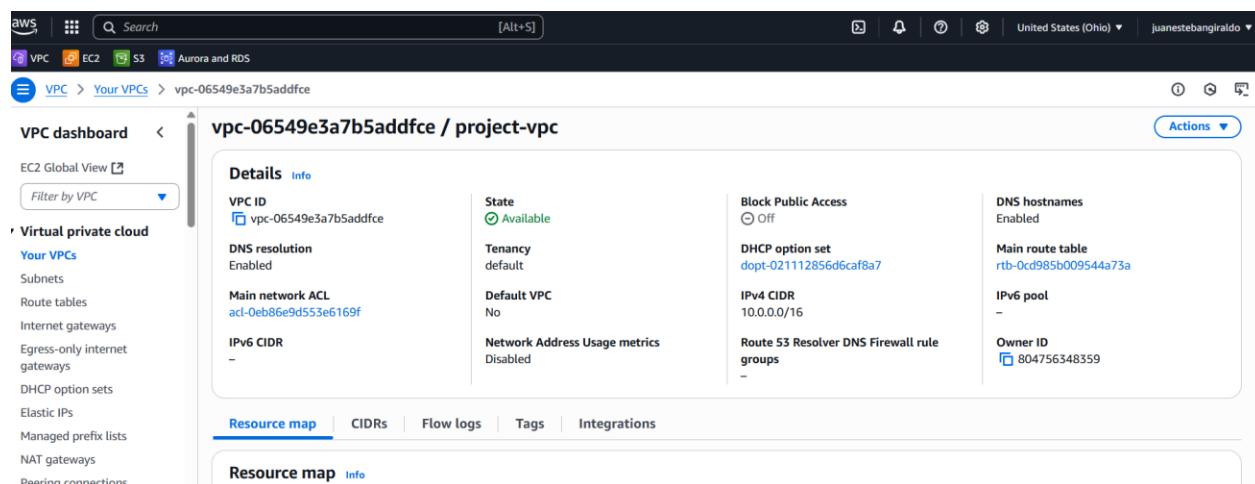 aws
Search [Alt+S] United States (Ohio) juanestebangiraldo
VPC EC2 S3 Aurora and RDS
VPC > Your VPCs > vpc-06549e3a7b5addfce
VPC dashboard
EC2 Global View
Filter by VPC
Virtual private cloud
Your VPCs
Subnets
Route tables
Internet gateways
Egress-only internet
gateways
DHCP option sets
Elastic IPs
Managed prefix lists
NAT gateways
Peering connections
vpc-06549e3a7b5addfce / project-vpc
Actions
Details Info
VPC ID
vpc-06549e3a7b5addfce
State
Available
Block Public Access
Off
DNS hostnames
Enabled
DNS resolution
Enabled
Tenancy
default
DHCP option set
dopt-021112856d6caf8a7
Main route table
rtb-0cd985b009544a73a
Main network ACL
acl-0eb86e9d553e6169f
Default VPC
No
IPv4 CIDR
10.0.0.0/16
IPv6 pool
–
IPv6 CIDR
–
Network Address Usage metrics
Disabled
Route 53 Resolver DNS Firewall rule
groups
–
Owner ID
804756348359
Resource map CIDRs Flow logs Tags Integrations
Resource map Info